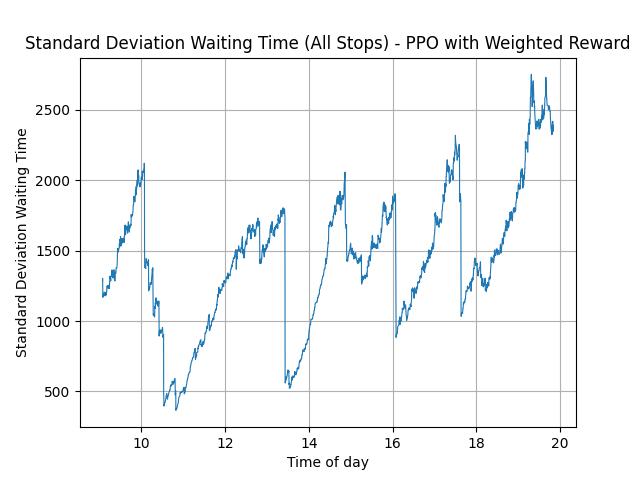 Standard Deviation Waiting Time (All Stops) - PPO with Weighted Reward
Standard Deviation Waiting Time
2500
2000
1500
1000
500
10 12 14 16 18 20
Time of day